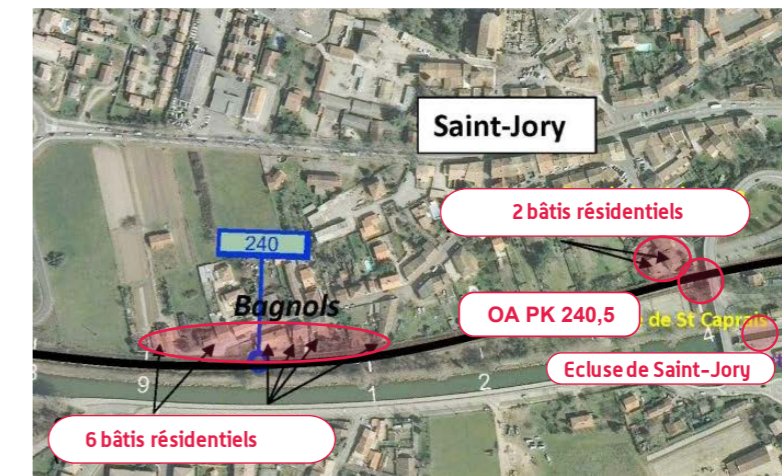 Saint-Jory
2 bâtis résidentiels
240
Bagnols
OA PK 240,5
de St Caprais
Ecluse de Saint-Jory
9
1
2
4
6 bâtis résidentiels